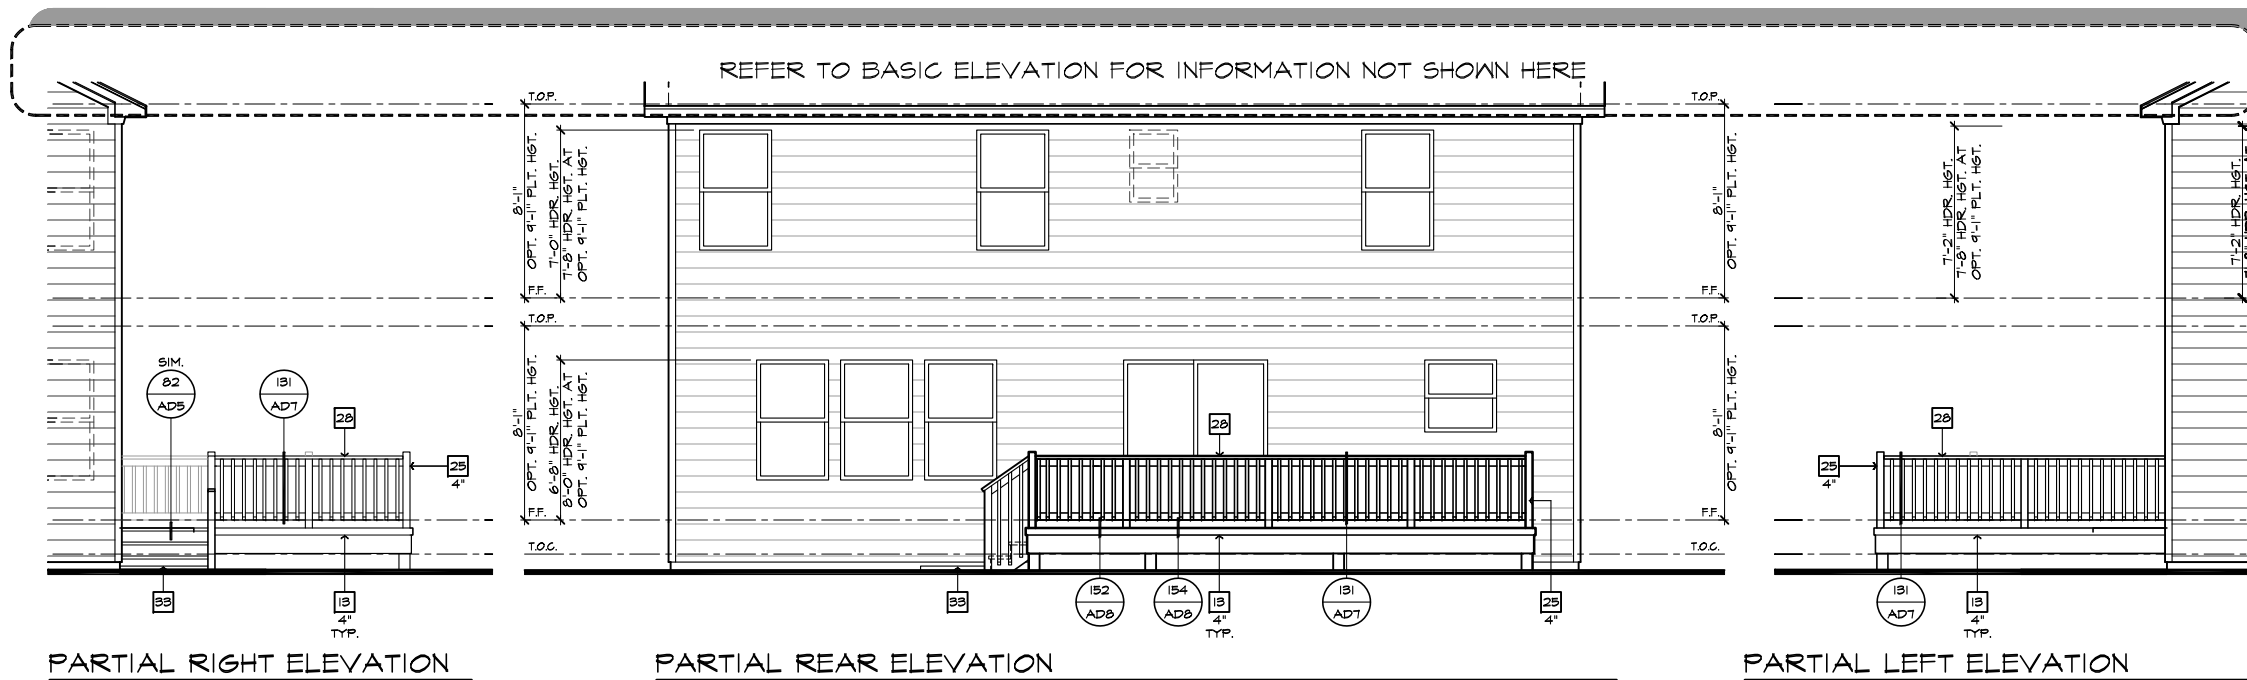 REFER TO BASIC ELEVATION FOR INFORMATION NOT SHOWN HERE
T.O.P.
8'-1"
OPT. 9'-1" PLT. HGT.
7'-0" HDR. HGT.
7'-8" HDR. HGT. AT
OPT. 9'-1" PLT. HGT.
F.F.
T.O.P.
8'-1"
OPT. 9'-1" PLT. HGT.
6'-8" HDR. HGT.
8'-0" HDR. HGT. AT
OPT. 9'-1" PLT. HGT.
F.F.
T.O.C.
SIM.
82
AD5
131
AD7
28
25
4"
33
13
4"
TYP.
PARTIAL RIGHT ELEVATION
28
33
152
AD8
154
AD8
13
4"
TYP.
131
AD7
25
4"
PARTIAL REAR ELEVATION
T.O.P.
8'-1"
OPT. 9'-1" PLT. HGT.
F.F.
T.O.P.
8'-1"
OPT. 9'-1" PLT. HGT.
F.F.
T.O.C.
7'-2" HDR. HGT.
7'-8" HDR. HGT. AT
OPT. 9'-1" PLT. HGT.
7'-2" HDR. HGT.
28
25
4"
131
AD7
13
4"
TYP.
PARTIAL LEFT ELEVATION